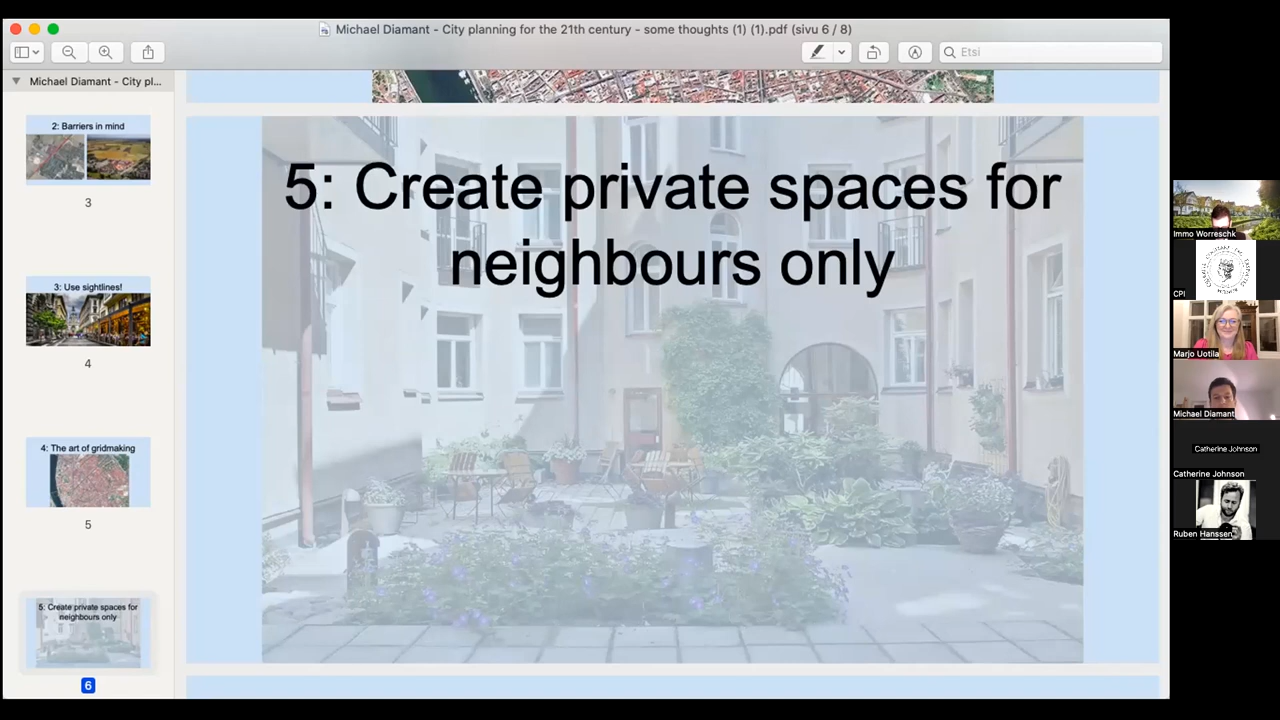 Michael Diamant - City planning for the 21th century - some thoughts (1) (1).pdf (sivu 6 / 8)
Etsi
Michael Diamant - City pl...
2: Barriers in mind
3
3: Use sightlines!
4
4: The art of gridmaking
5
5: Create private spaces for
neighbours only
6
5: Create private spaces for
neighbours only
Immo Worreschk
CPI
Marjo Uotila
Michael Diamant
Catherine Johnson
Catherine Johnson
Ruben Hanssen